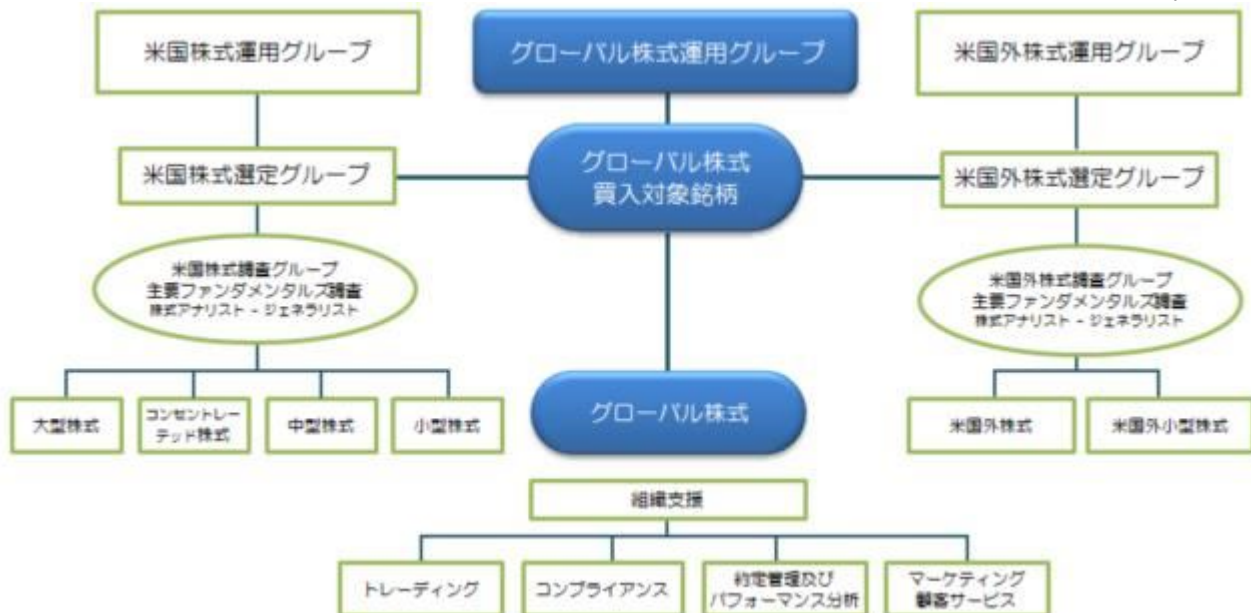 米国株式運用グループ
グローバル株式運用グループ
米国外株式運用グループ
米国株式選定グループ
グローバル株式
買入対象銘柄
米国外株式選定グループ
米国株式調査グループ
主要ファンダメンタルズ調査
株式アナリスト - ジェネラリスト
米国外株式調査グループ
主要ファンダメンタルズ調査
株式アナリスト - ジェネラリスト
大型株式
コンセントレー
テッド株式
中型株式
小型株式
グローバル株式
米国外株式
米国外小型株式
組織支援
トレーディング
コンプライアンス
約定管理及び
パフォーマンス分析
マーケティング
顧客サービス